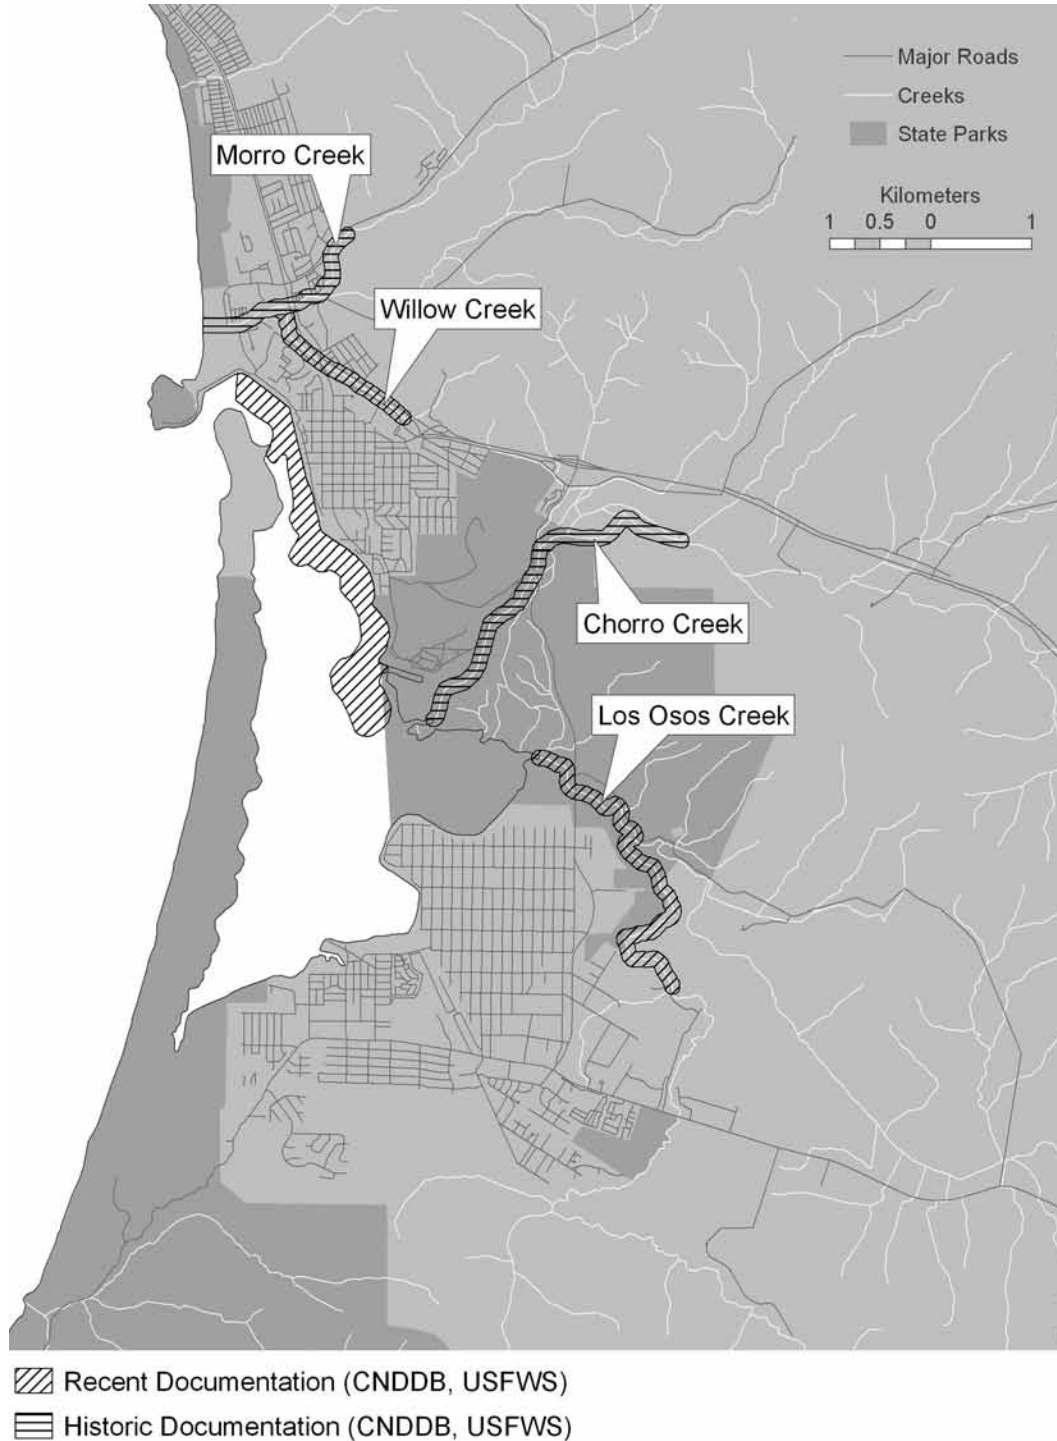 Major Roads
Creeks
State Parks
Morro Creek
Kilometers
1 0.5 0 1
Willow Creek
Chorro Creek
Los Osos Creek
Recent Documentation (CNDDB, USFWS)
Historic Documentation (CNDDB, USFWS)